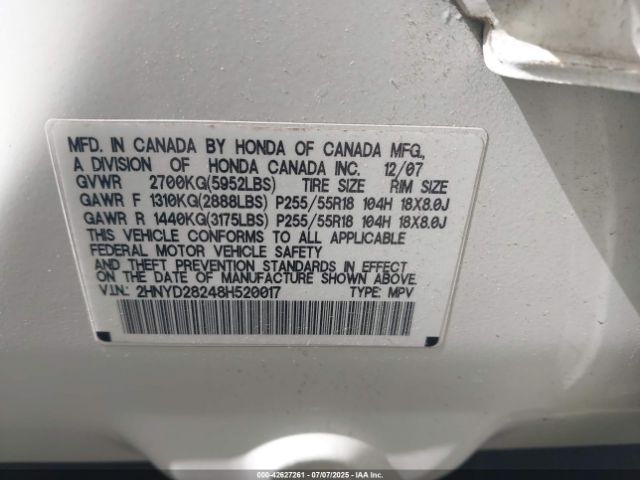 MFD. IN CANADA BY HONDA OF CANADA MFG.,
A DIVISION OF HONDA CANADA INC. 12/07
GVWR 2700KG(5952LBS) TIRE SIZE RIM SIZE
GAWR F 1310KG(2888LBS) P255/55R18 104H 18X8.0J
GAWR R 1440KG(3175LBS) P255/55R18 104H 18X8.0J
THIS VEHICLE CONFORMS TO ALL APPLICABLE
FEDERAL MOTOR VEHICLE SAFETY
AND THEFT PREVENTION STANDARDS IN EFFECT
ON THE DATE OF MANUFACTURE SHOWN ABOVE.
V.I.N.: 2HNYD28248H520017 TYPE: MPV
000-42627261 - 07/07/2025 - IAAI.com